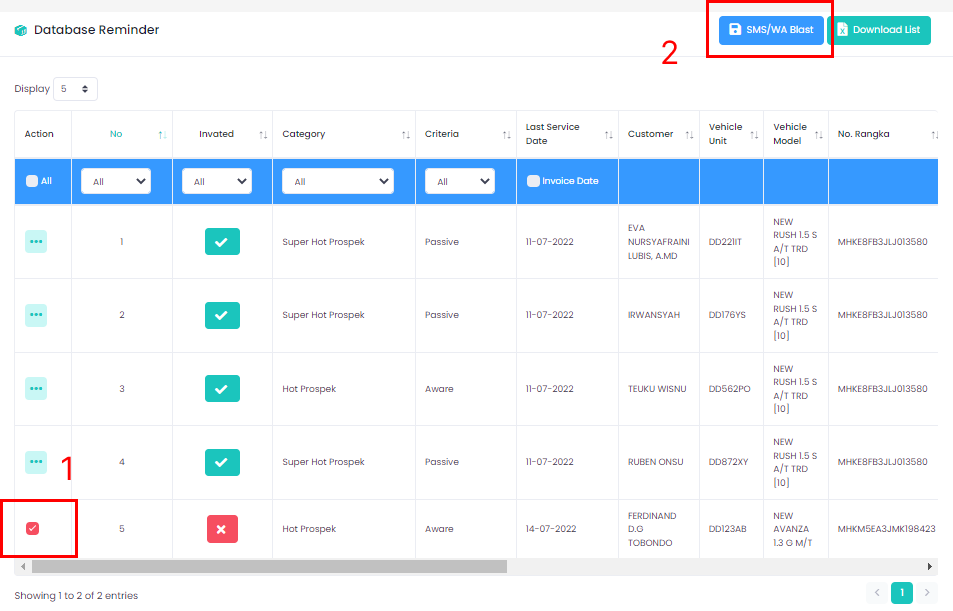 Database Reminder
SMS/WA Blast
Download List
2
Display 5
Action No Invated Category Criteria Last Service Date Customer Vehicle Unit Vehicle Model No. Rangka
All All All All All Invoice Date
1 Super Hot Prospek Passive 11-07-2022 EVA NURSYAFRAINI LUBIS, A.MD DD221IT NEW RUSH 1.5 S A/T TRD [10] MHKE8FB3JLJ013580
2 Super Hot Prospek Passive 11-07-2022 IRWANSYAH DD176YS NEW RUSH 1.5 S A/T TRD [10] MHKE8FB3JLJ013580
3 Hot Prospek Aware 11-07-2022 TEUKU WISNU DD562PO NEW RUSH 1.5 S A/T TRD [10] MHKE8FB3JLJ013580
4 Super Hot Prospek Passive 11-07-2022 RUBEN ONSU DD872XY NEW RUSH 1.5 S A/T TRD [10] MHKE8FB3JLJ013580
1
5 Hot Prospek Aware 14-07-2022 FERDINAND D.G TOBONDO DD123AB NEW AVANZA 1.3 G M/T MHKM5EA3JMK198423
Showing 1 to 2 of 2 entries
1